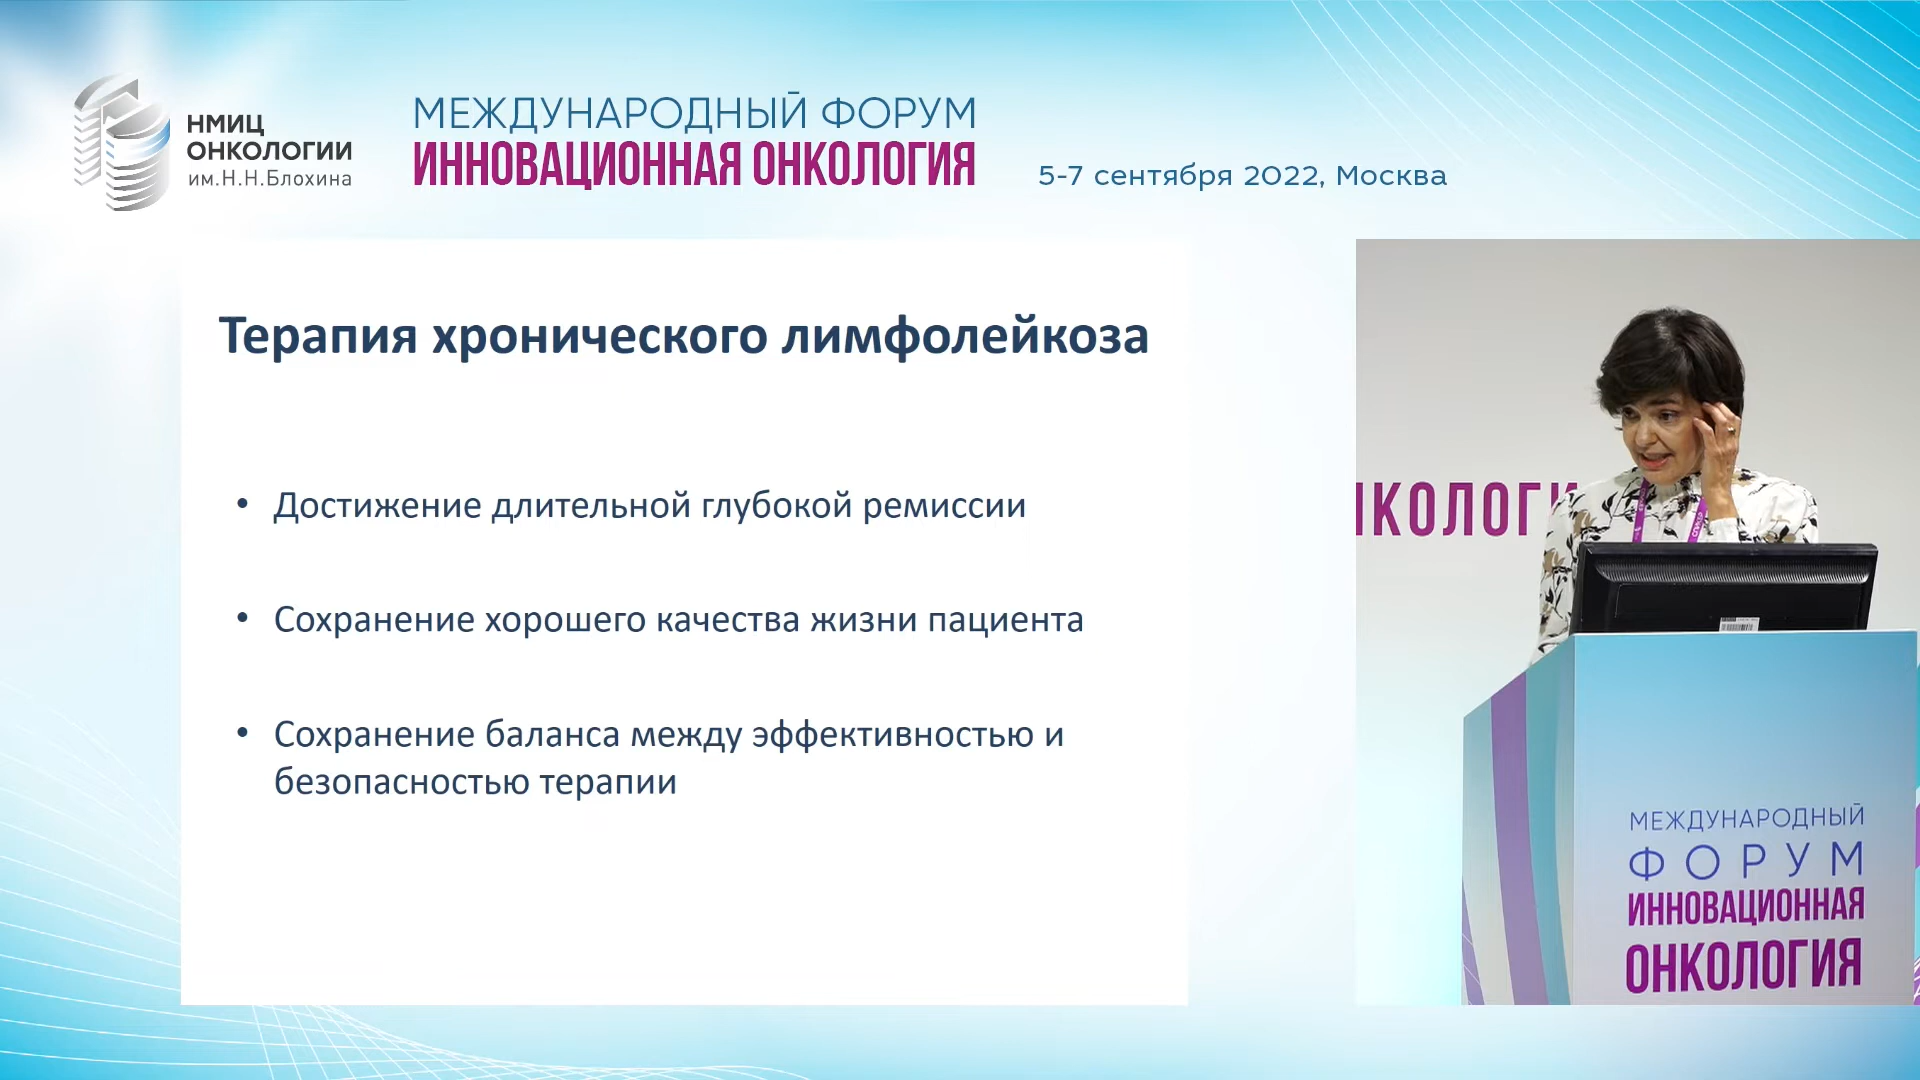 НМИЦ
ОНКОЛОГИИ
им.Н.Н.Блохина
МЕЖДУНАРОДНЫЙ ФОРУМ
ИННОВАЦИОННАЯ ОНКОЛОГИЯ
5-7 сентября 2022, Москва
Терапия хронического лимфолейкоза
• Достижение длительной глубокой ремиссии
• Сохранение хорошего качества жизни пациента
• Сохранение баланса между эффективностью и
безопасностью терапии
НКОЛОГИ
МЕЖДУНАРОДНЫЙ
ФОРУМ
ИННОВАЦИОННАЯ
ОНКОЛОГИЯ